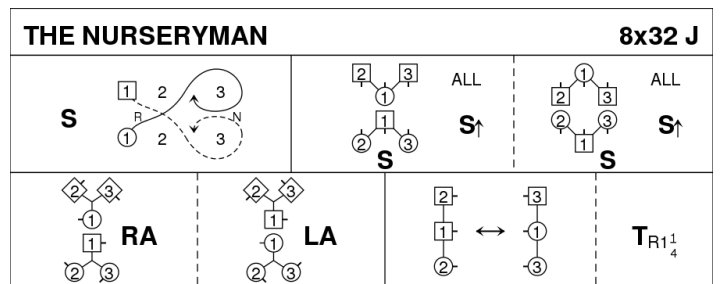 THE NURSERYMAN 8x32 J
S 1 2 3 R N 1 2 3
2 3 1 ALL
1 2 3 S↑
S
1 2 3 ALL
2 3 1 S↑
S
2 3 1 1 2 3 RA
2 3 1 1 2 3 LA
2 1 2 ↔ 3 1 3
T R1 1 4